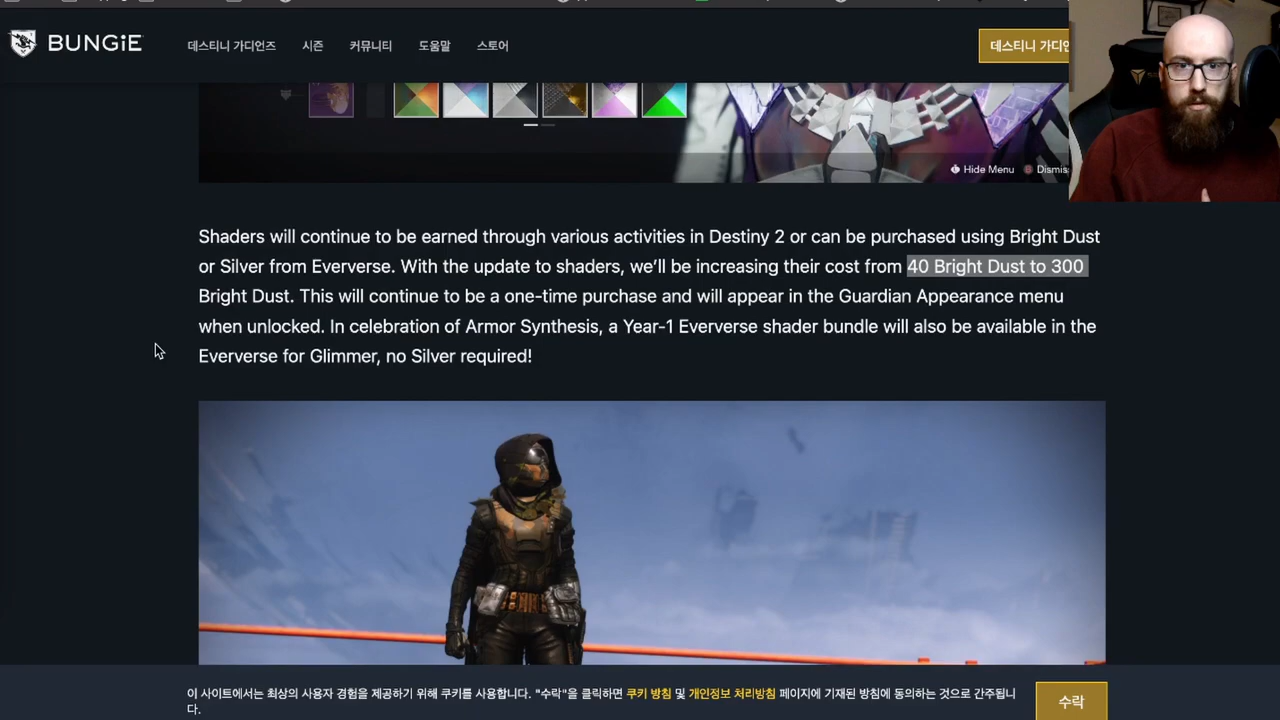 BUNGiE
데스티니 가디언즈 시즌 커뮤니티 도움말 스토어
데스티니 가디언
Hide Menu Dismis
Shaders will continue to be earned through various activities in Destiny 2 or can be purchased using Bright Dust
or Silver from Eververse. With the update to shaders, we’ll be increasing their cost from 40 Bright Dust to 300
Bright Dust. This will continue to be a one-time purchase and will appear in the Guardian Appearance menu
when unlocked. In celebration of Armor Synthesis, a Year-1 Eververse shader bundle will also be available in the
Eververse for Glimmer, no Silver required!
이 사이트에서는 최상의 사용자 경험을 제공하기 위해 쿠키를 사용합니다. "수락"을 클릭하면 쿠키 방침 및 개인정보 처리방침 페이지에 기재된 방침에 동의하는 것으로 간주됩니
다.
수락